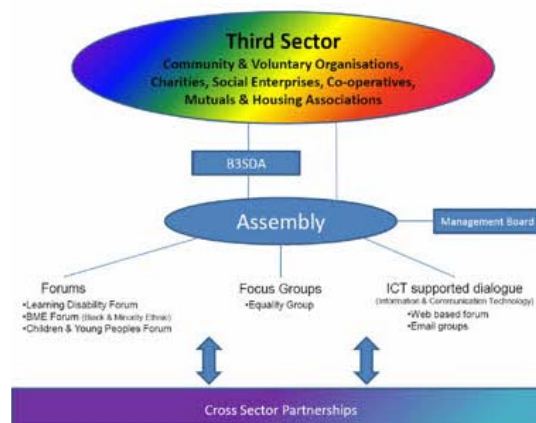 Third Sector
Community & Voluntary Organisations,
Charities, Social Enterprises, Co-operatives,
Mutuals & Housing Associations
B3SDA
Assembly
Management Board
Forums
•Learning Disability Forum
•BME Forum (Black & Minority Ethnic)
•Children & Young Peoples Forum
Focus Groups
•Equality Group
ICT supported dialogue
(Information & Communication Technology)
•Web based forum
•Email groups
Cross Sector Partnerships